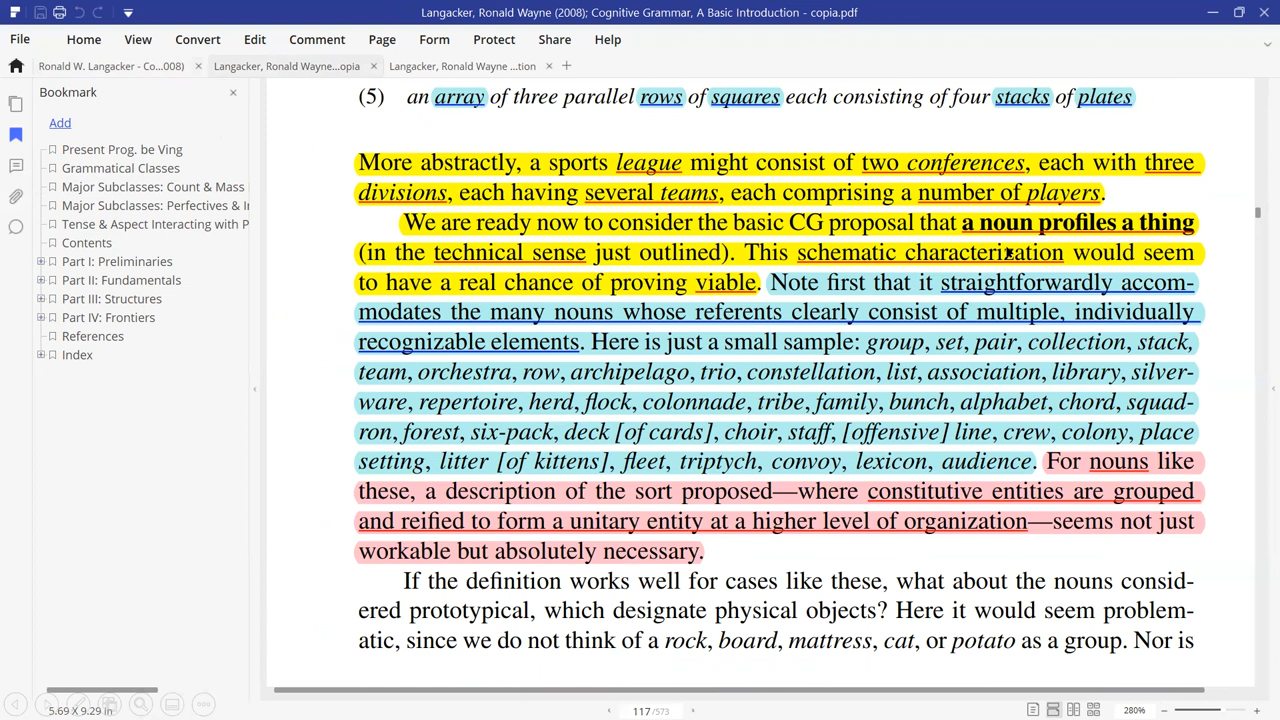 Langacker, Ronald Wayne (2008); Cognitive Grammar, A Basic Introduction - copia.pdf
File Home View Convert Edit Comment Page Form Protect Share Help
Ronald W. Langacker - Co...008) × Langacker, Ronald Wayne...opia × Langacker, Ronald Wayne ...tion × +
Bookmark ×
Add
Present Prog. be Ving
Grammatical Classes
Major Subclasses: Count & Mass
Major Subclasses: Perfectives & I
Tense & Aspect Interacting with P
Contents
Part I: Preliminaries
Part II: Fundamentals
Part III: Structures
Part IV: Frontiers
References
Index
5.69 x 9.29 in
(5) an array of three parallel rows of squares each consisting of four stacks of plates
More abstractly, a sports league might consist of two conferences, each with three
divisions, each having several teams, each comprising a number of players.
We are ready now to consider the basic CG proposal that a noun profiles a thing
(in the technical sense just outlined). This schematic characterization would seem
to have a real chance of proving viable. Note first that it straightforwardly accom-
modates the many nouns whose referents clearly consist of multiple, individually
recognizable elements. Here is just a small sample: group, set, pair, collection, stack,
team, orchestra, row, archipelago, trio, constellation, list, association, library, silver-
ware, repertoire, herd, flock, colonnade, tribe, family, bunch, alphabet, chord, squad-
ron, forest, six-pack, deck [of cards], choir, staff, [offensive] line, crew, colony, place
setting, litter [of kittens], fleet, triptych, convoy, lexicon, audience. For nouns like
these, a description of the sort proposed—where constitutive entities are grouped
and reified to form a unitary entity at a higher level of organization—seems not just
workable but absolutely necessary.
If the definition works well for cases like these, what about the nouns consid-
ered prototypical, which designate physical objects? Here it would seem problem-
atic, since we do not think of a rock, board, mattress, cat, or potato as a group. Nor is
117 /573
280%